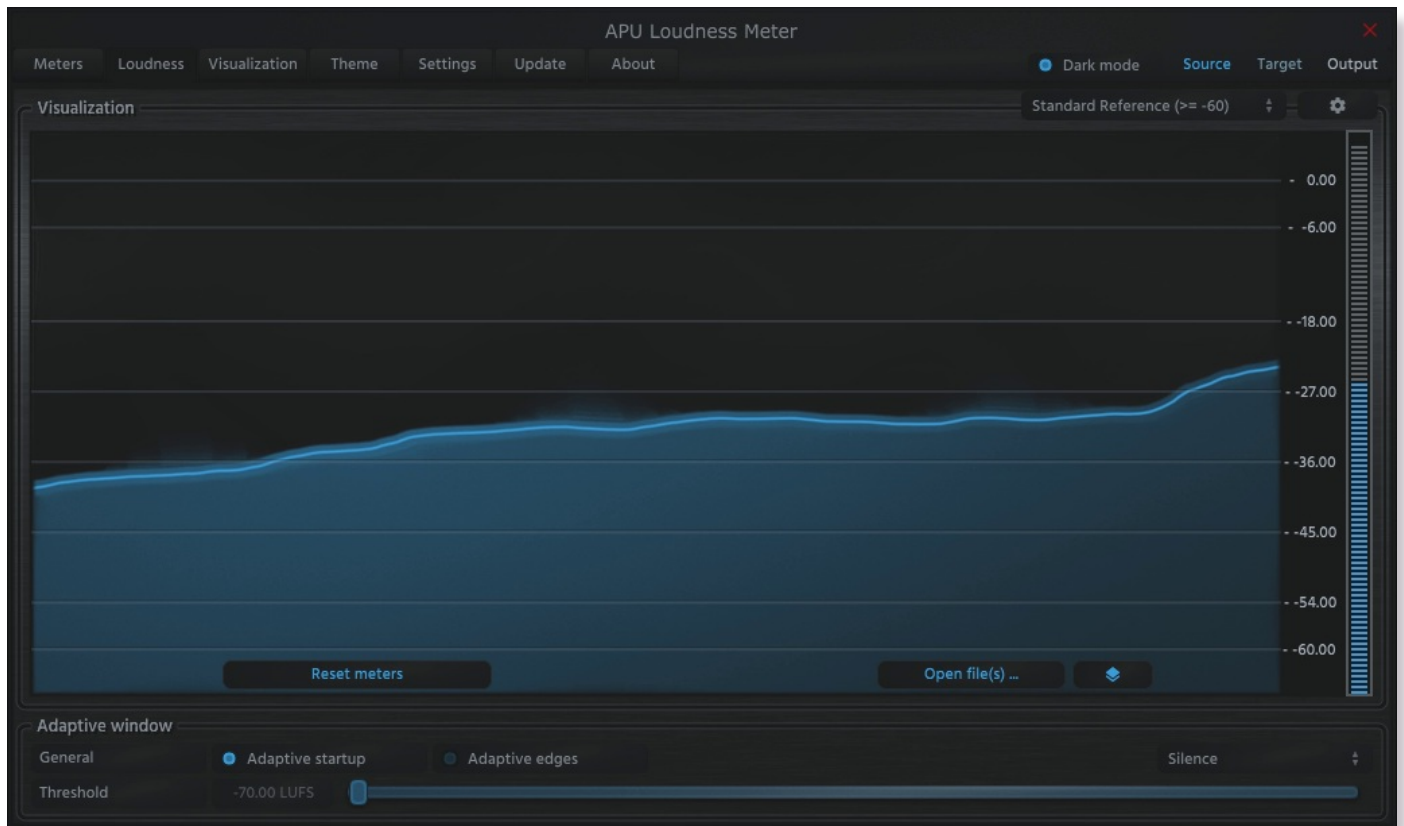 APU Loudness Meter
Meters Loudness Visualization Theme Settings Update About Dark mode Source Target Output
Visualization Standard Reference (>= -60)
- 0.00
- -6.00
- -18.00
- -27.00
- -36.00
- -45.00
- -54.00
- -60.00
Reset meters Open file(s) ...
Adaptive window
General Adaptive startup Adaptive edges Silence
Threshold -70.00 LUFS